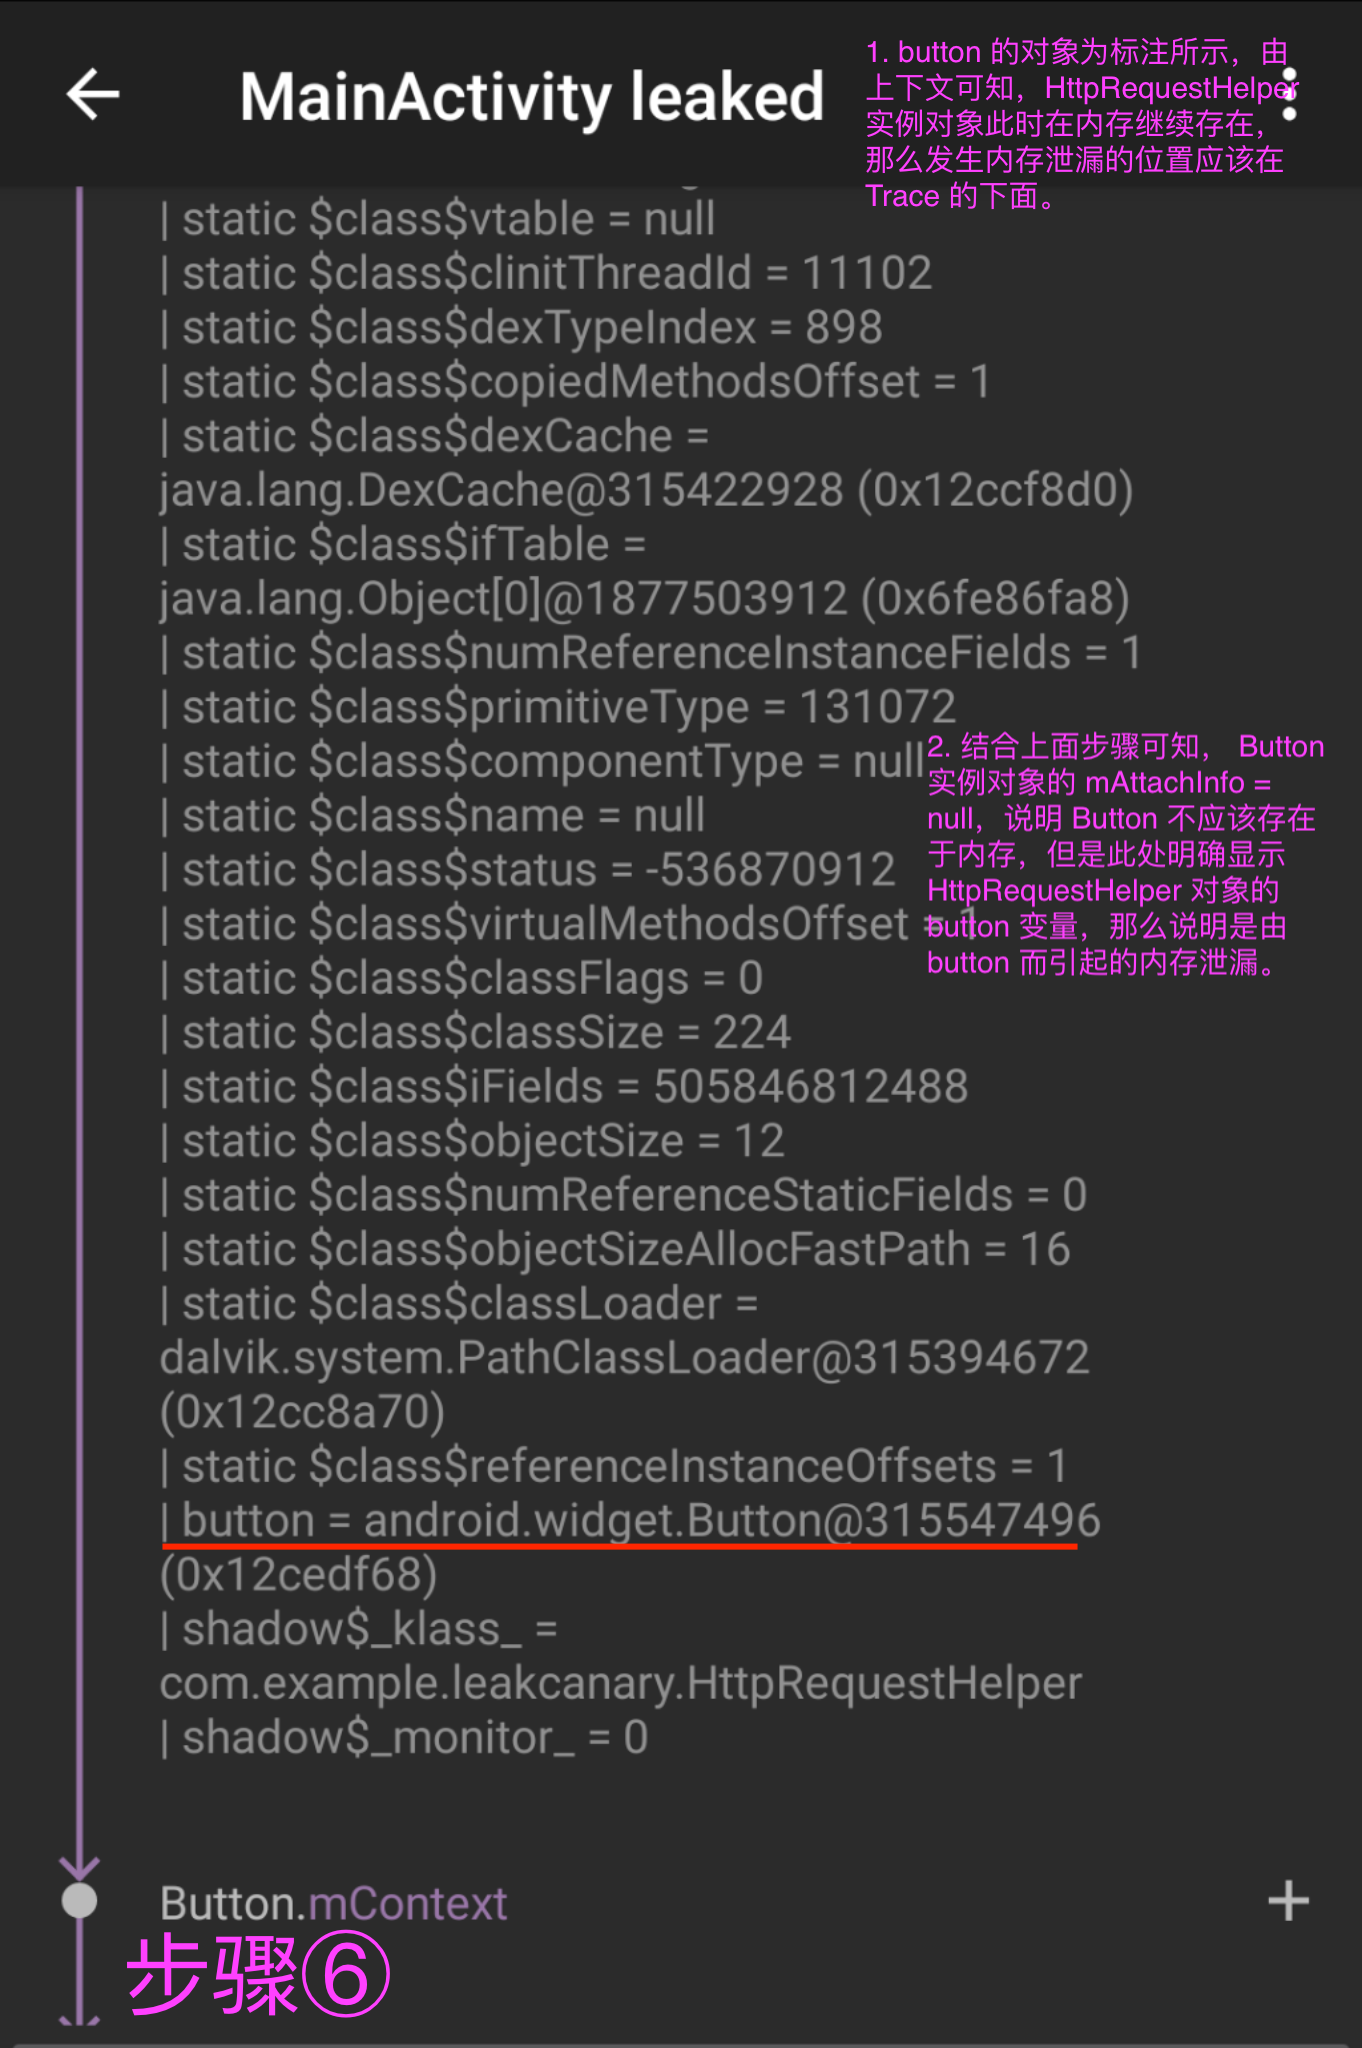 MainActivity leaked
1. button 的对象为标注所示，由
上下文可知，HttpRequestHelper
实例对象此时在内存继续存在，
那么发生内存泄漏的位置应该在
Trace 的下面。
| static $class$vtable = null
| static $class$clinitThreadId = 11102
| static $class$dexTypeIndex = 898
| static $class$copiedMethodsOffset = 1
| static $class$dexCache =
java.lang.DexCache@315422928 (0x12ccf8d0)
| static $class$ifTable =
java.lang.Object[0]@1877503912 (0x6fe86fa8)
| static $class$numReferenceInstanceFields = 1
| static $class$primitiveType = 131072
| static $class$componentType = null
| static $class$name = null
| static $class$status = -536870912
| static $class$virtualMethodsOffset = 1
2. 结合上面步骤可知， Button
实例对象的 mAttachInfo =
null，说明 Button 不应该存在
于内存，但是此处明确显示
HttpRequestHelper 对象的
button 变量，那么说明是由
button 而引起的内存泄漏。
| static $class$classFlags = 0
| static $class$classSize = 224
| static $class$iFields = 505846812488
| static $class$objectSize = 12
| static $class$numReferenceStaticFields = 0
| static $class$objectSizeAllocFastPath = 16
| static $class$classLoader =
dalvik.system.PathClassLoader@315394672
(0x12cc8a70)
| static $class$referenceInstanceOffsets = 1
| button = android.widget.Button@315547496
(0x12cedf68)
| shadow$_klass_ =
com.example.leakcanary.HttpRequestHelper
| shadow$_monitor_ = 0
Button.mContext
步骤⑥